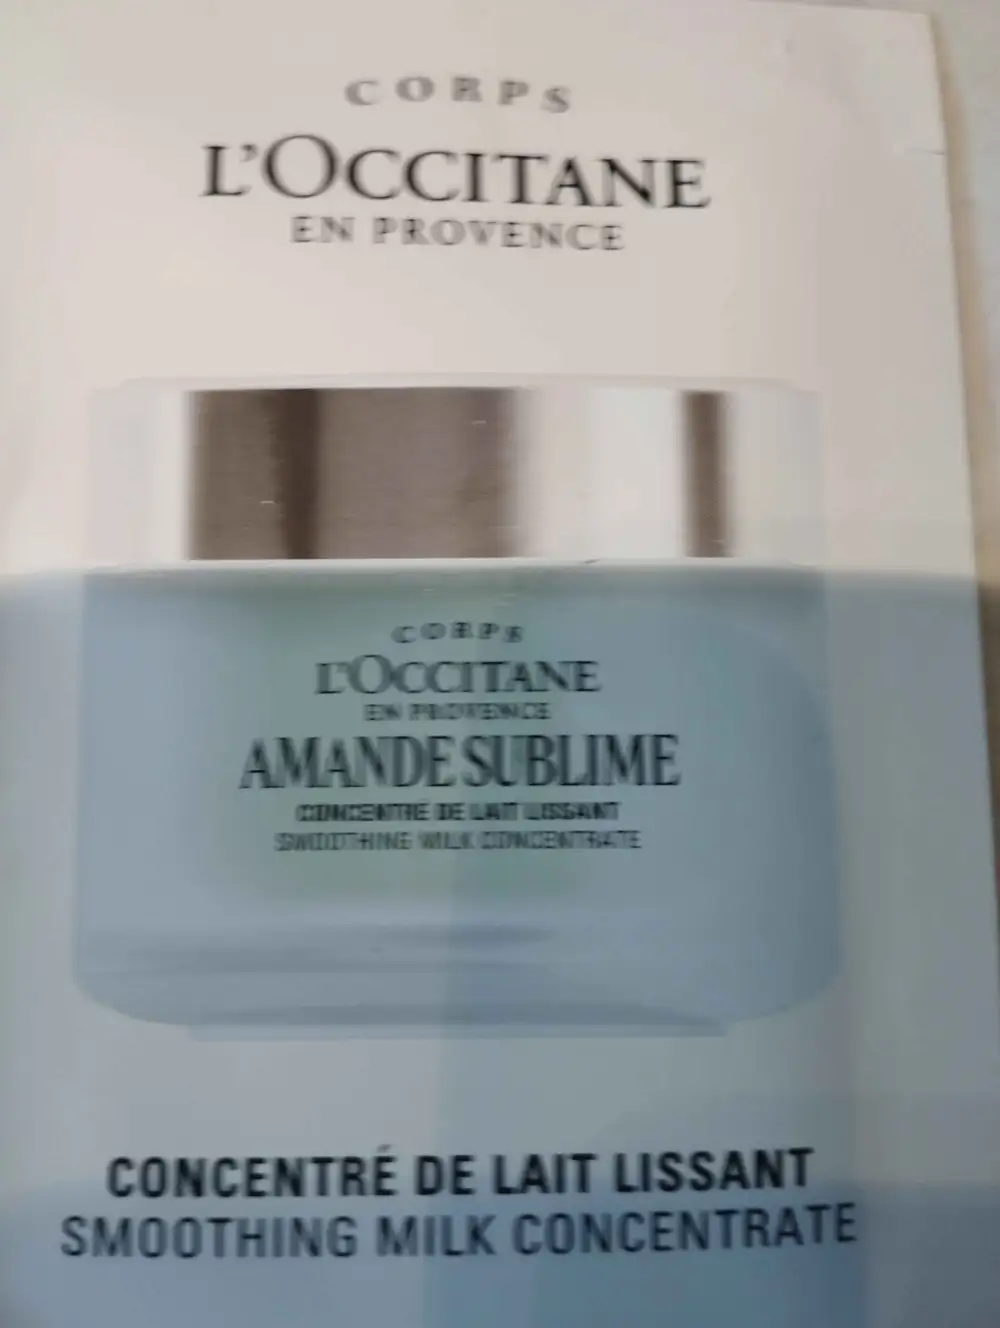 CORPS
L'OCCITANE
EN PROVENCE
CORPS
L'OCCITANE
EN PROVENCE
AMANDE SUBLIME
CONCENTRÉ DE LAIT LISSANT
SMOOTHING MILK CONCENTRATE
CONCENTRÉ DE LAIT LISSANT
SMOOTHING MILK CONCENTRATE